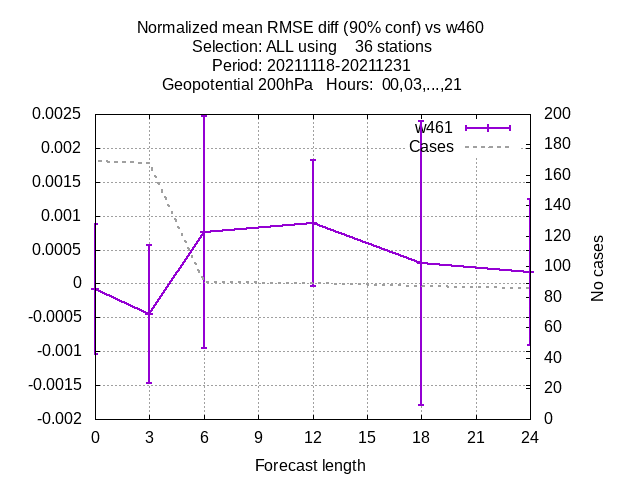 Normalized mean RMSE diff (90% conf) vs w460
Selection: ALL using    36 stations
Period: 20211118-20211231
Geopotential 200hPa   Hours:  00,03,...,21
0.0025
0.002
0.0015
0.001
0.0005
0
-0.0005
-0.001
-0.0015
-0.002
w461
Cases
200
180
160
140
120
100
80
60
40
20
0
No cases
0 3 6 9 12 15 18 21 24
Forecast length